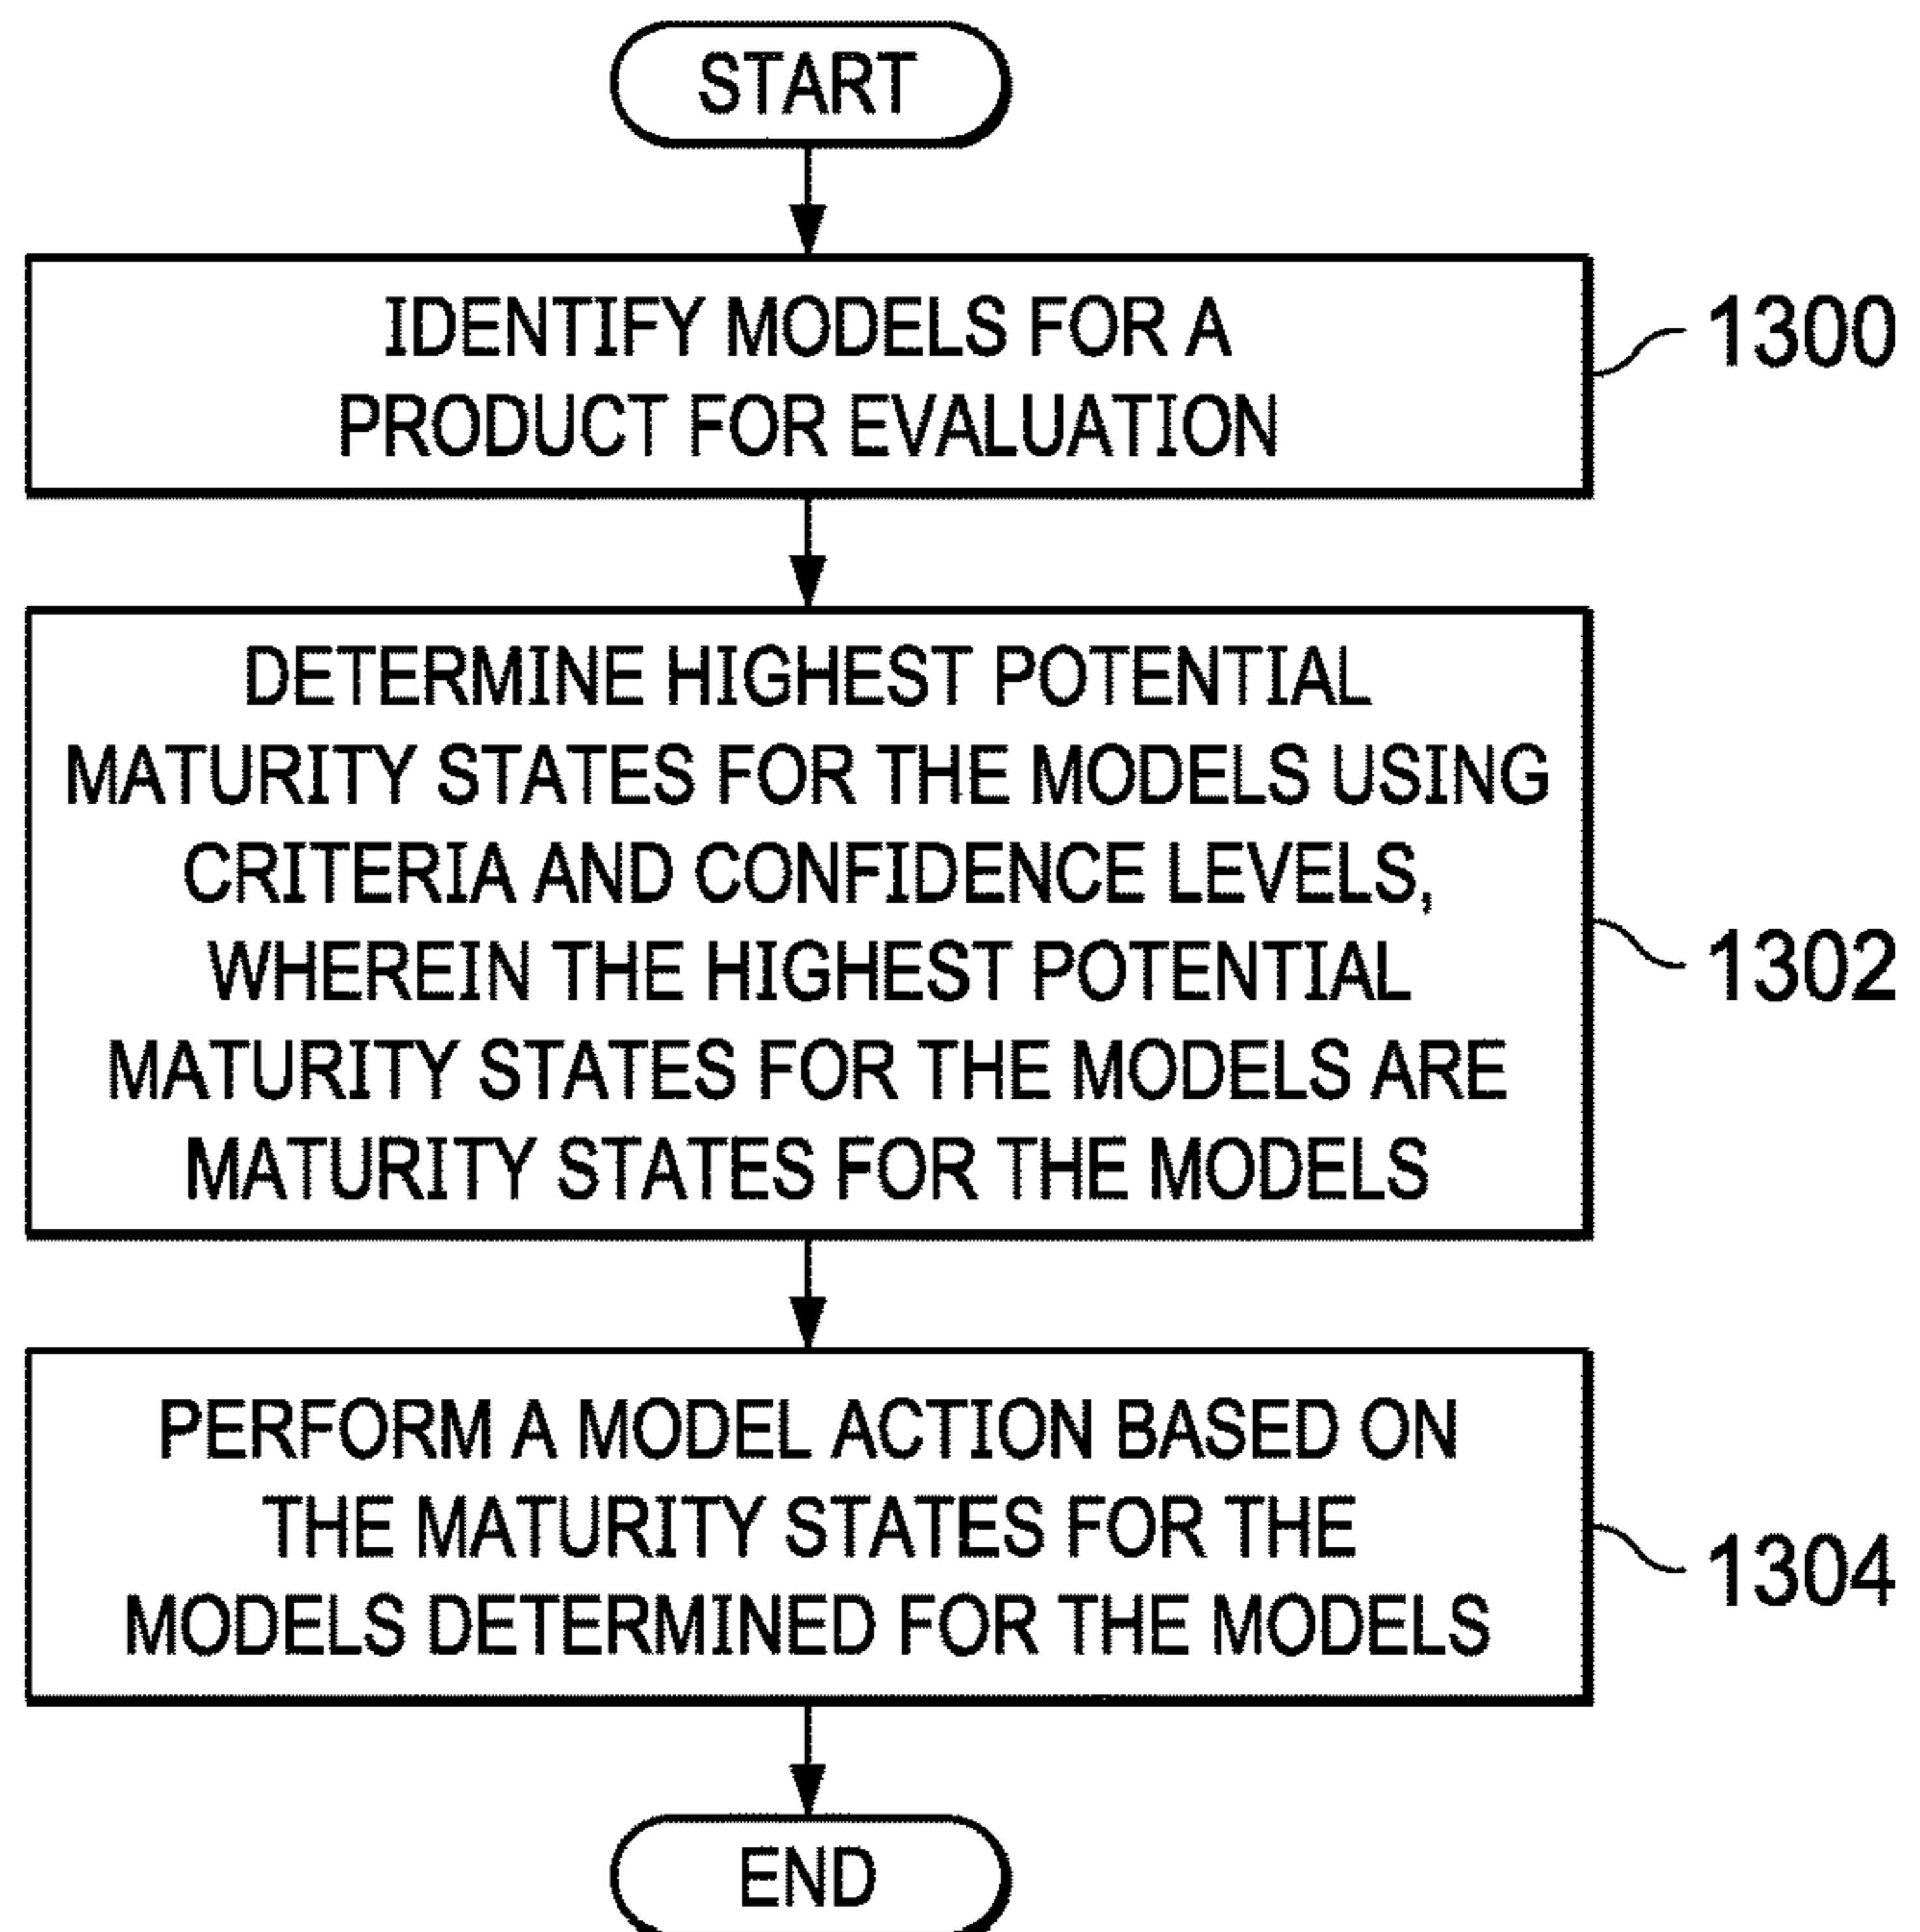 START
IDENTIFY MODELS FOR A
PRODUCT FOR EVALUATION
1300
DETERMINE HIGHEST POTENTIAL
MATURITY STATES FOR THE MODELS USING
CRITERIA AND CONFIDENCE LEVELS,
WHEREIN THE HIGHEST POTENTIAL
MATURITY STATES FOR THE MODELS ARE
MATURITY STATES FOR THE MODELS
1302
PERFORM A MODEL ACTION BASED ON
THE MATURITY STATES FOR THE
MODELS DETERMINED FOR THE MODELS
1304
END